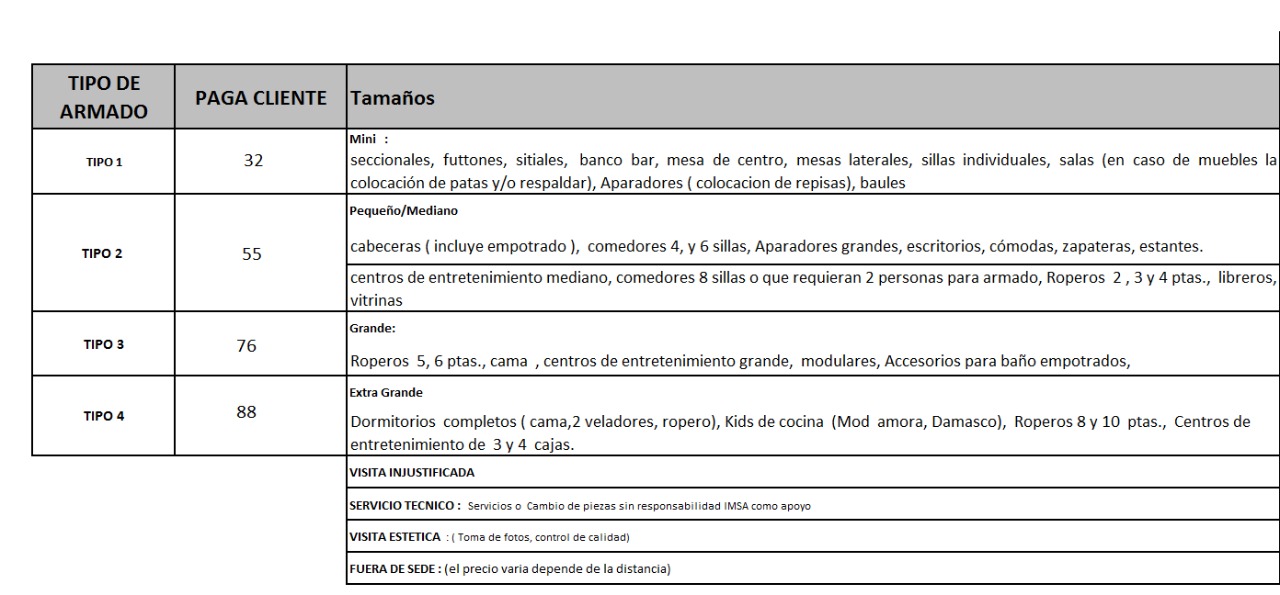 TIPO DE
ARMADO
PAGA CLIENTE
Tamaños
TIPO 1
32
Mini :
seccionales, futtones, sitiales, banco bar, mesa de centro, mesas laterales, sillas individuales, salas (en caso de muebles la
colocación de patas y/o respaldar), Aparadores ( colocacion de repisas), baules
TIPO 2
55
Pequeño/Mediano
cabeceras ( incluye empotrado ), comedores 4, y 6 sillas, Aparadores grandes, escritorios, cómodas, zapateras, estantes.
centros de entretenimiento mediano, comedores 8 sillas o que requieran 2 personas para armado, Roperos 2 , 3 y 4 ptas., libreros,
vitrinas
TIPO 3
76
Grande:
Roperos 5, 6 ptas., cama , centros de entretenimiento grande, modulares, Accesorios para baño empotrados,
TIPO 4
88
Extra Grande
Dormitorios completos ( cama,2 veladores, ropero), Kids de cocina (Mod amora, Damasco), Roperos 8 y 10 ptas., Centros de
entretenimiento de 3 y 4 cajas.
VISITA INJUSTIFICADA
SERVICIO TECNICO : Servicios o Cambio de piezas sin responsabilidad IMSA como apoyo
VISITA ESTETICA : ( Toma de fotos, control de calidad)
FUERA DE SEDE : (el precio varia depende de la distancia)